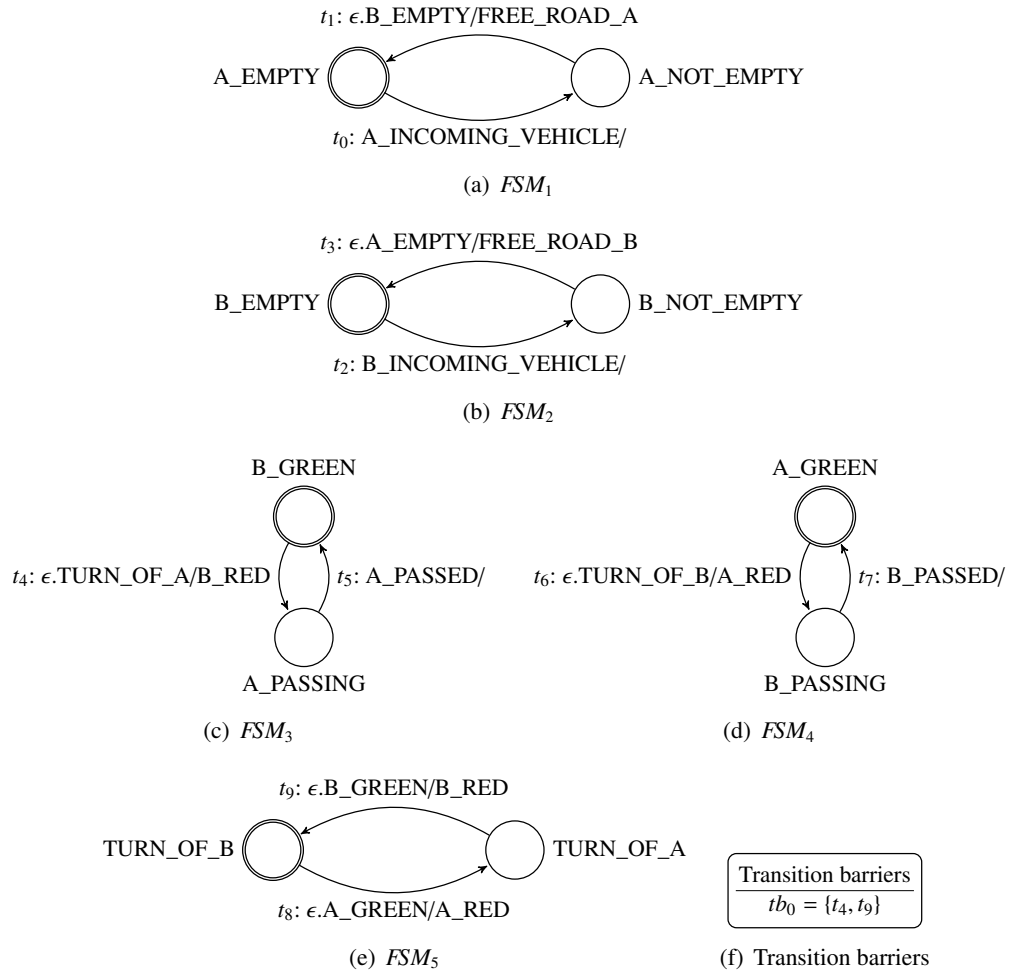 t₁: ϵ.B_EMPTY/FREE_ROAD_A
A_EMPTY
A_NOT_EMPTY
t₀: A_INCOMING_VEHICLE/
(a) FSM₁
t₃: ϵ.A_EMPTY/FREE_ROAD_B
B_EMPTY
B_NOT_EMPTY
t₂: B_INCOMING_VEHICLE/
(b) FSM₂
B_GREEN
t₄: ϵ.TURN_OF_A/B_RED
t₅: A_PASSED/
A_PASSING
(c) FSM₃
A_GREEN
t₆: ϵ.TURN_OF_B/A_RED
t₇: B_PASSED/
B_PASSING
(d) FSM₄
t₉: ϵ.B_GREEN/B_RED
TURN_OF_B
TURN_OF_A
t₈: ϵ.A_GREEN/A_RED
(e) FSM₅
Transition barriers
tb₀ = {t₄, t₉}
(f) Transition barriers